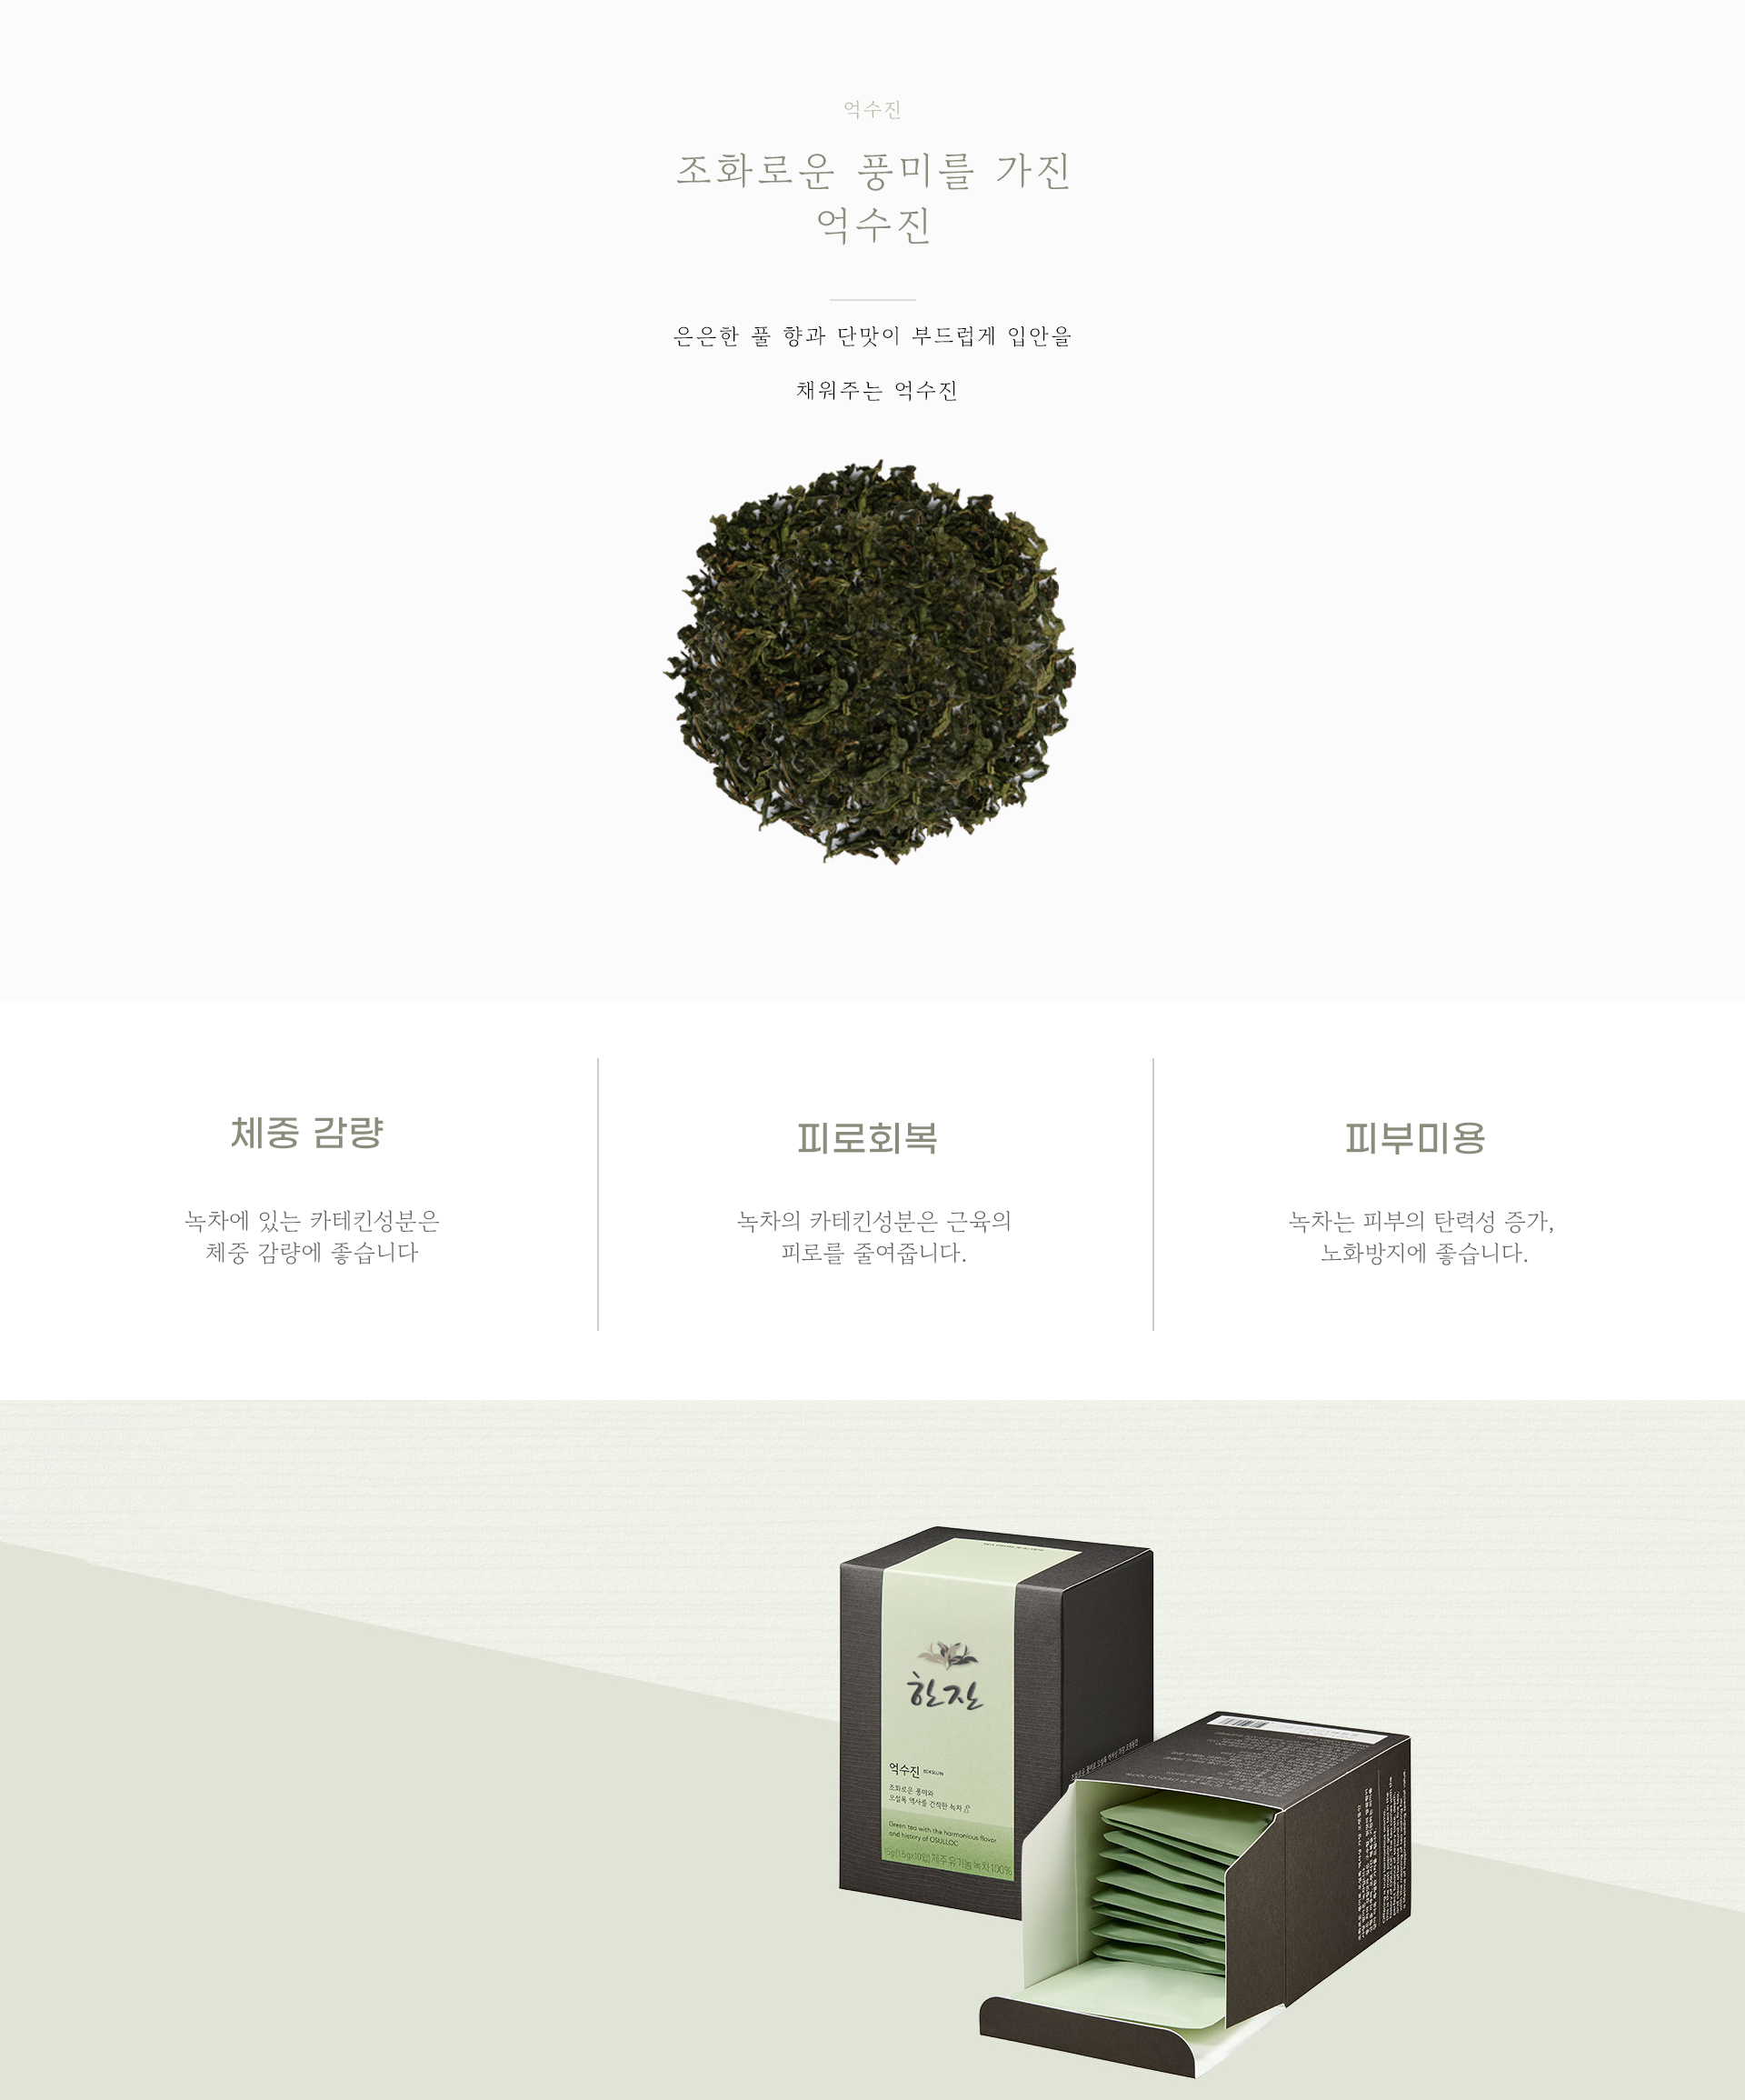 억수진
조화로운 풍미를 가진
억수진
은은한 풀 향과 단맛이 부드럽게 입안을
채워주는 억수진
체중 감량
녹차에 있는 카테킨성분은
체중 감량에 좋습니다
피로회복
녹차의 카테킨성분은 근육의
피로를 줄여줍니다.
피부미용
녹차는 피부의 탄력성 증가,
노화방지에 좋습니다.
한잔
억수진
조화로운 풍미와
오설록 역사를 간직한 녹차
Green tea with the harmonious flavor
and history of OSULLOC
15g(1.5gx10입) 제주 유기농 녹차 100%